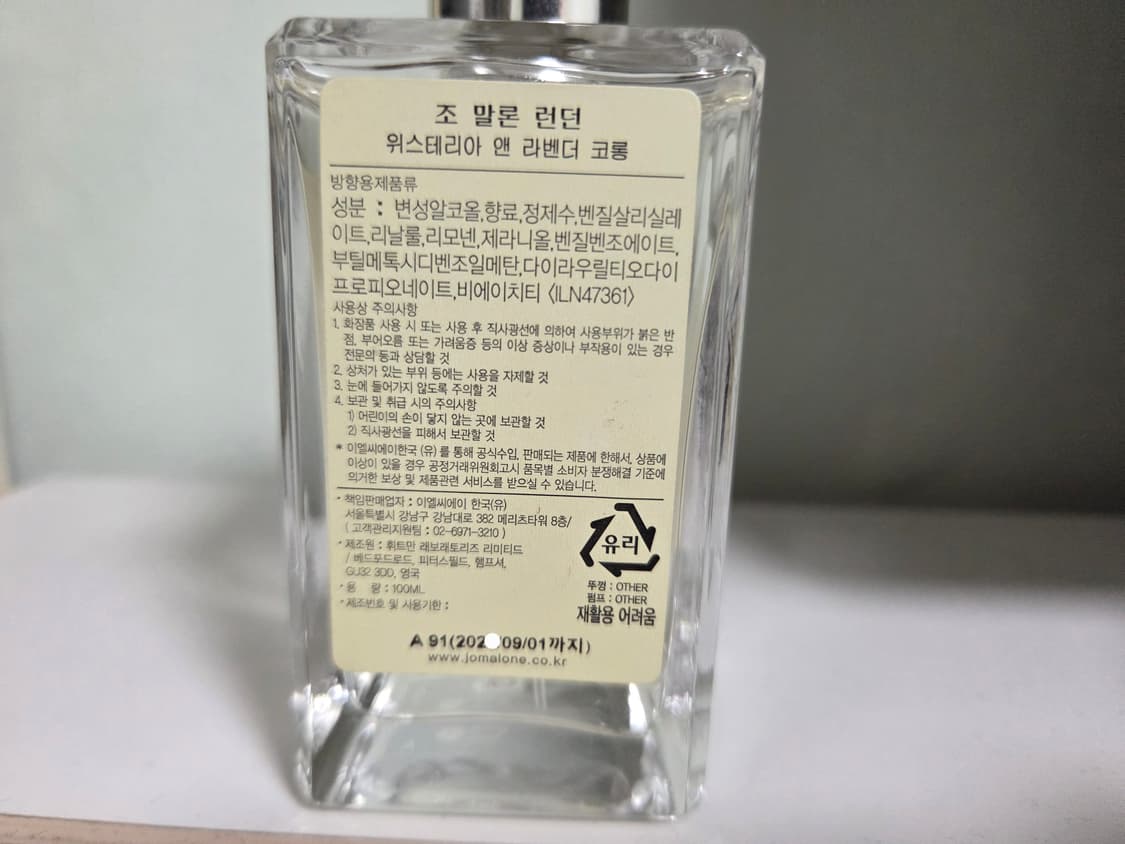 조 말론 런던
위스테리아 앤 라벤더 코롱
방향용제품류
성분 : 변성알코올,향료,정제수,벤질살리실레
이트,리날룰,리모넨,제라니올,벤질벤조에이트,
부틸메톡시디벤조일메탄,다이라우릴티오다이
프로피오네이트,비에이치티 〈ILN47361〉
사용상 주의사항
1. 화장품 사용 시 또는 사용 후 직사광선에 의하여 사용부위가 붉은 반
점, 부어오름 또는 가려움증 등의 이상 증상이나 부작용이 있는 경우
전문의 등과 상담할 것
2. 상처가 있는 부위 등에는 사용을 자제할 것
3. 눈에 들어가지 않도록 주의할 것
4. 보관 및 취급 시의 주의사항
1) 어린이의 손이 닿지 않는 곳에 보관할 것
2) 직사광선을 피해서 보관할 것
* 이엘씨에이한국 (유) 를 통해 공식수입, 판매되는 제품에 한해서, 상품에
이상이 있을 경우 공정거래위원회고시 품목별 소비자 분쟁해결 기준에
의거한 보상 및 제품관련 서비스를 받으실 수 있습니다.
· 책임판매업자 : 이엘씨에이 한국(유)
서울특별시 강남구 강남대로 382 메리츠타워 8층/
( 고객관리지원팀 : 02-6971-3210 )
· 제조원 : 휘트만 래보래토리즈 리미티드
/ 베드포드로드, 피터스필드, 햄프셔,
GU32 3DD, 영국
· 용 량 : 100ML
· 제조번호 및 사용기한 :
유리
뚜껑 : OTHER
펌프 : OTHER
재활용 어려움
A 91(202 09/01까지)
www.jomalone.co.kr